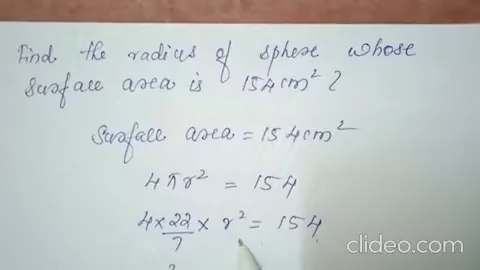 Find the radius of sphere whose
surface area is 154cm² ?
Surface area = 154cm²
4πr² = 154
4 × 22/7 × r² = 154
clideo.com